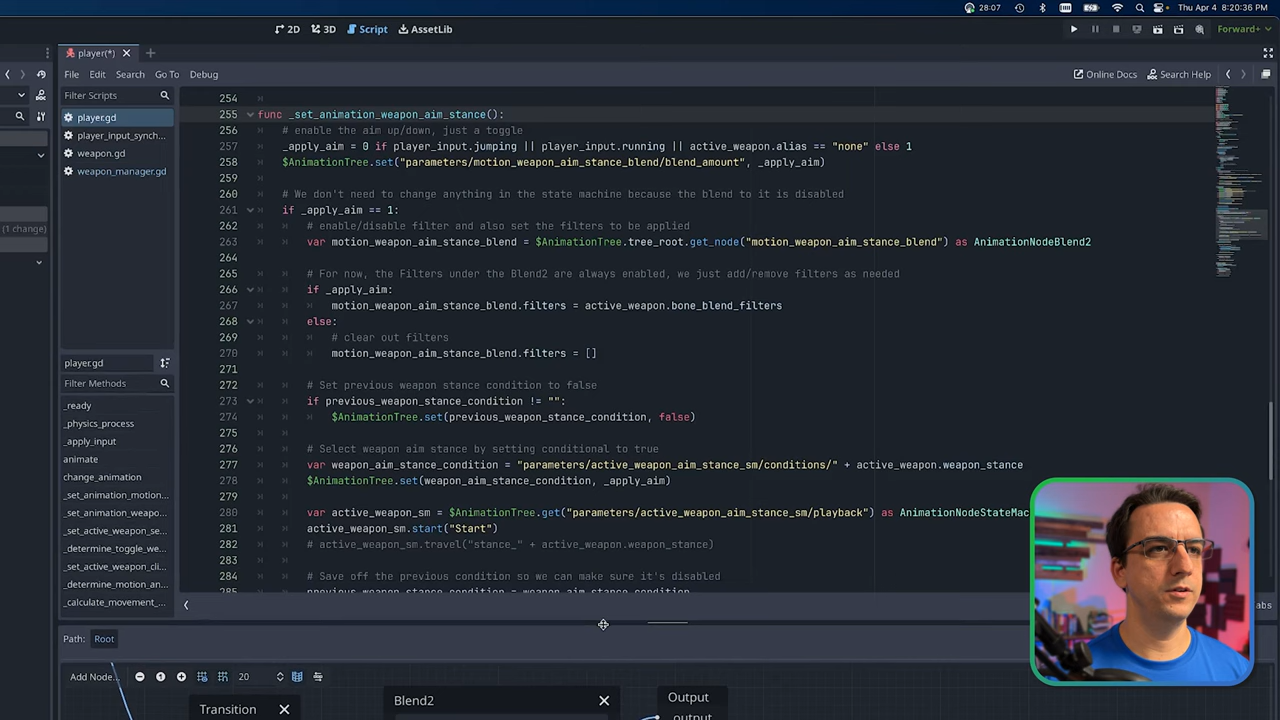 28:07 Thu Apr 4 8:20:36 PM
2D 3D Script AssetLib Forward+
player(*)
File Edit Search Go To Debug Online Docs Search Help
Filter Scripts
player.gd
player_input_synch...
weapon.gd
weapon_manager.gd
(1 change)
player.gd
Filter Methods
_ready
_physics_process
_apply_input
animate
change_animation
_set_animation_motion...
_set_animation_weapo...
_set_active_weapon_se...
_determine_toggle_we...
_set_active_weapon_cli...
_determine_motion_an...
_calculate_movement_...
254
255 func _set_animation_weapon_aim_stance():
256 # enable the aim up/down, just a toggle
257 _apply_aim = 0 if player_input.jumping || player_input.running || active_weapon.alias == "none" else 1
258 $AnimationTree.set("parameters/motion_weapon_aim_stance_blend/blend_amount", _apply_aim)
259
260 # We don't need to change anything in the state machine because the blend to it is disabled
261 if _apply_aim == 1:
262 # enable/disable filter and also set the filters to be applied
263 var motion_weapon_aim_stance_blend = $AnimationTree.tree_root.get_node("motion_weapon_aim_stance_blend") as AnimationNodeBlend2
264
265 # For now, the Filters under the Blend2 are always enabled, we just add/remove filters as needed
266 if _apply_aim:
267 motion_weapon_aim_stance_blend.filters = active_weapon.bone_blend_filters
268 else:
269 # clear out filters
270 motion_weapon_aim_stance_blend.filters = []
271
272 # Set previous weapon stance condition to false
273 if previous_weapon_stance_condition != "":
274 $AnimationTree.set(previous_weapon_stance_condition, false)
275
276 # Select weapon aim stance by setting conditional to true
277 var weapon_aim_stance_condition = "parameters/active_weapon_aim_stance_sm/conditions/" + active_weapon.weapon_stance
278 $AnimationTree.set(weapon_aim_stance_condition, _apply_aim)
279
280 var active_weapon_sm = $AnimationTree.get("parameters/active_weapon_aim_stance_sm/playback") as AnimationNodeStateMac
281 active_weapon_sm.start("Start")
282 # active_weapon_sm.travel("stance_" + active_weapon.weapon_stance)
283
284 # Save off the previous condition so we can make sure it's disabled
285 previous_weapon_stance_condition = weapon_aim_stance_condition
abs
Path: Root
Add Node... 20
Transition
Blend2
Output
output